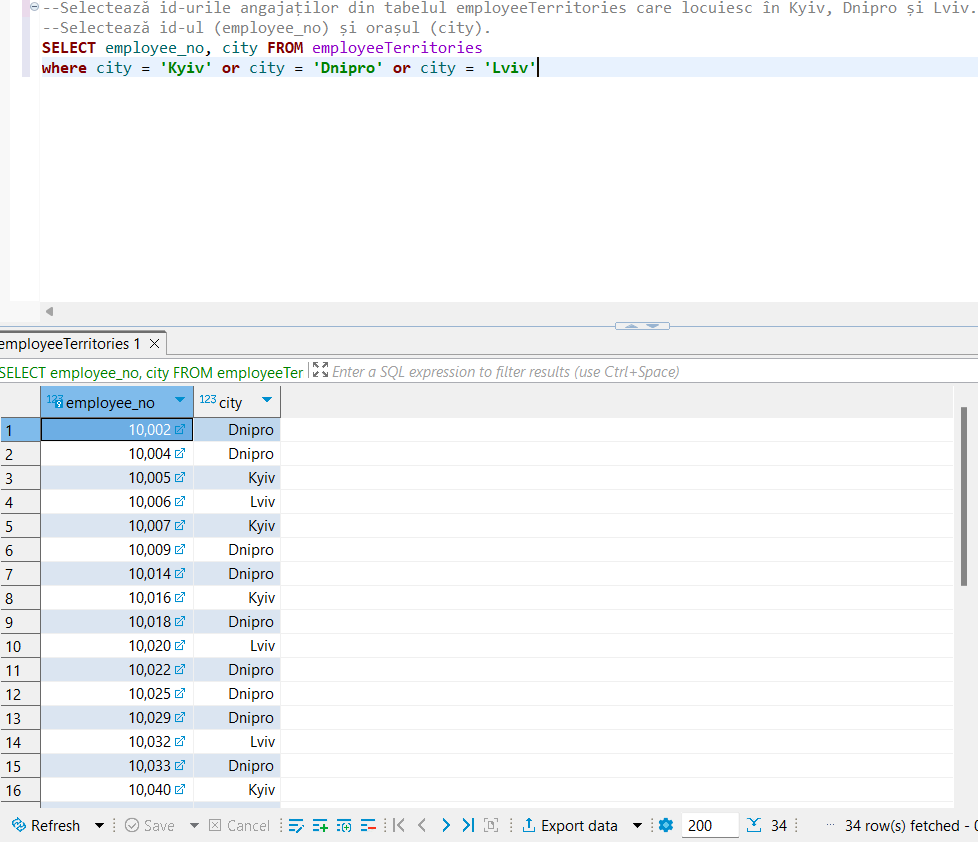 --Selectează id-urile angajaților din tabelul employeeTerritories care locuiesc în Kyiv, Dnipro și Lviv.
--Selectează id-ul (employee_no) și orașul (city).
SELECT employee_no, city FROM employeeTerritories
where city = 'Kyiv' or city = 'Dnipro' or city = 'Lviv'
employeeTerritories 1
SELECT employee_no, city FROM employeeTer Enter a SQL expression to filter results (use Ctrl+Space)
123 employee_no 123 city
1 10,002 Dnipro
2 10,004 Dnipro
3 10,005 Kyiv
4 10,006 Lviv
5 10,007 Kyiv
6 10,009 Dnipro
7 10,014 Dnipro
8 10,016 Kyiv
9 10,018 Dnipro
10 10,020 Lviv
11 10,022 Dnipro
12 10,025 Dnipro
13 10,029 Dnipro
14 10,032 Lviv
15 10,033 Dnipro
16 10,040 Kyiv
Refresh Save Cancel Export data 200 34 ... 34 row(s) fetched -